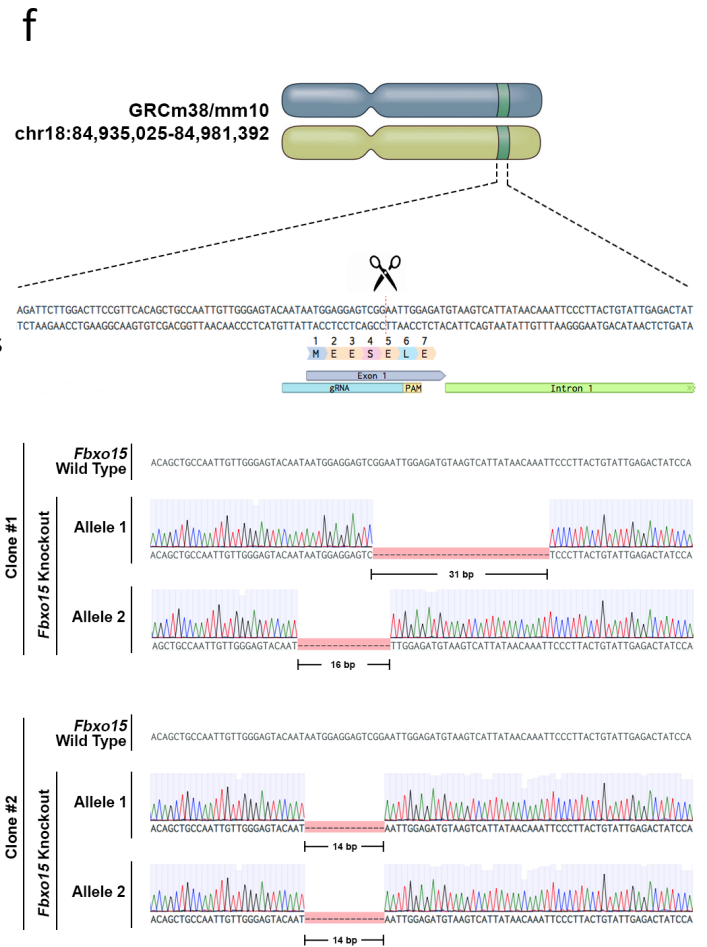 f
GRCm38/mm10
chr18:84,935,025-84,981,392
AGATTCTTGGACTTCCGTTCACAGCTGCCAATTGTTGGGAGTACAATAATGGAGGAGTCGGAATTGGAGATGTAAGTCATTATAACAAATTCCCTTACTGTATTGAGACTAT
TCTAAGAACCTGAAGGCAAGTGTCGACGGTTAACAACCCTCATGTTATTACCTCCTCAGCCTTAACCTCTACATTCAGTAATATTGTTTAAGGGAATGACATAACTCTGATA
s
1 2 3 4 5 6 7
M E E S E L E
Exon 1
gRNA PAM Intron 1
Fbxo15
Wild Type
ACAGCTGCCAATTGTTGGGAGTACAATAATGGAGGAGTCGGAATTGGAGATGTAAGTCATTATAACAAATTCCCTTACTGTATTGAGACTATCCA
Clone #1
Fbxo15 Knockout
Allele 1
ACAGCTGCCAATTGTTGGGAGTACAATAATGGAGGAGTC-------------------------------TCCCTTACTGTATTGAGACTATCCA
31 bp
Allele 2
AGCTGCCAATTGTTGGGAGTACAAT----------------TTGGAGATGTAAGTCATTATAACAAATTCCCTTACTGTATTGAGACTATCCA
16 bp
Fbxo15
Wild Type
ACAGCTGCCAATTGTTGGGAGTACAATAATGGAGGAGTCGGAATTGGAGATGTAAGTCATTATAACAAATTCCCTTACTGTATTGAGACTATCCA
Clone #2
Fbxo15 Knockout
Allele 1
ACAGCTGCCAATTGTTGGGAGTACAAT--------------AATTGGAGATGTAAGTCATTATAACAAATTCCCTTACTGTATTGAGACTATCCA
14 bp
Allele 2
ACAGCTGCCAATTGTTGGGAGTACAAT--------------AATTGGAGATGTAAGTCATTATAACAAATTCCCTTACTGTATTGAGACTATCCA
14 bp